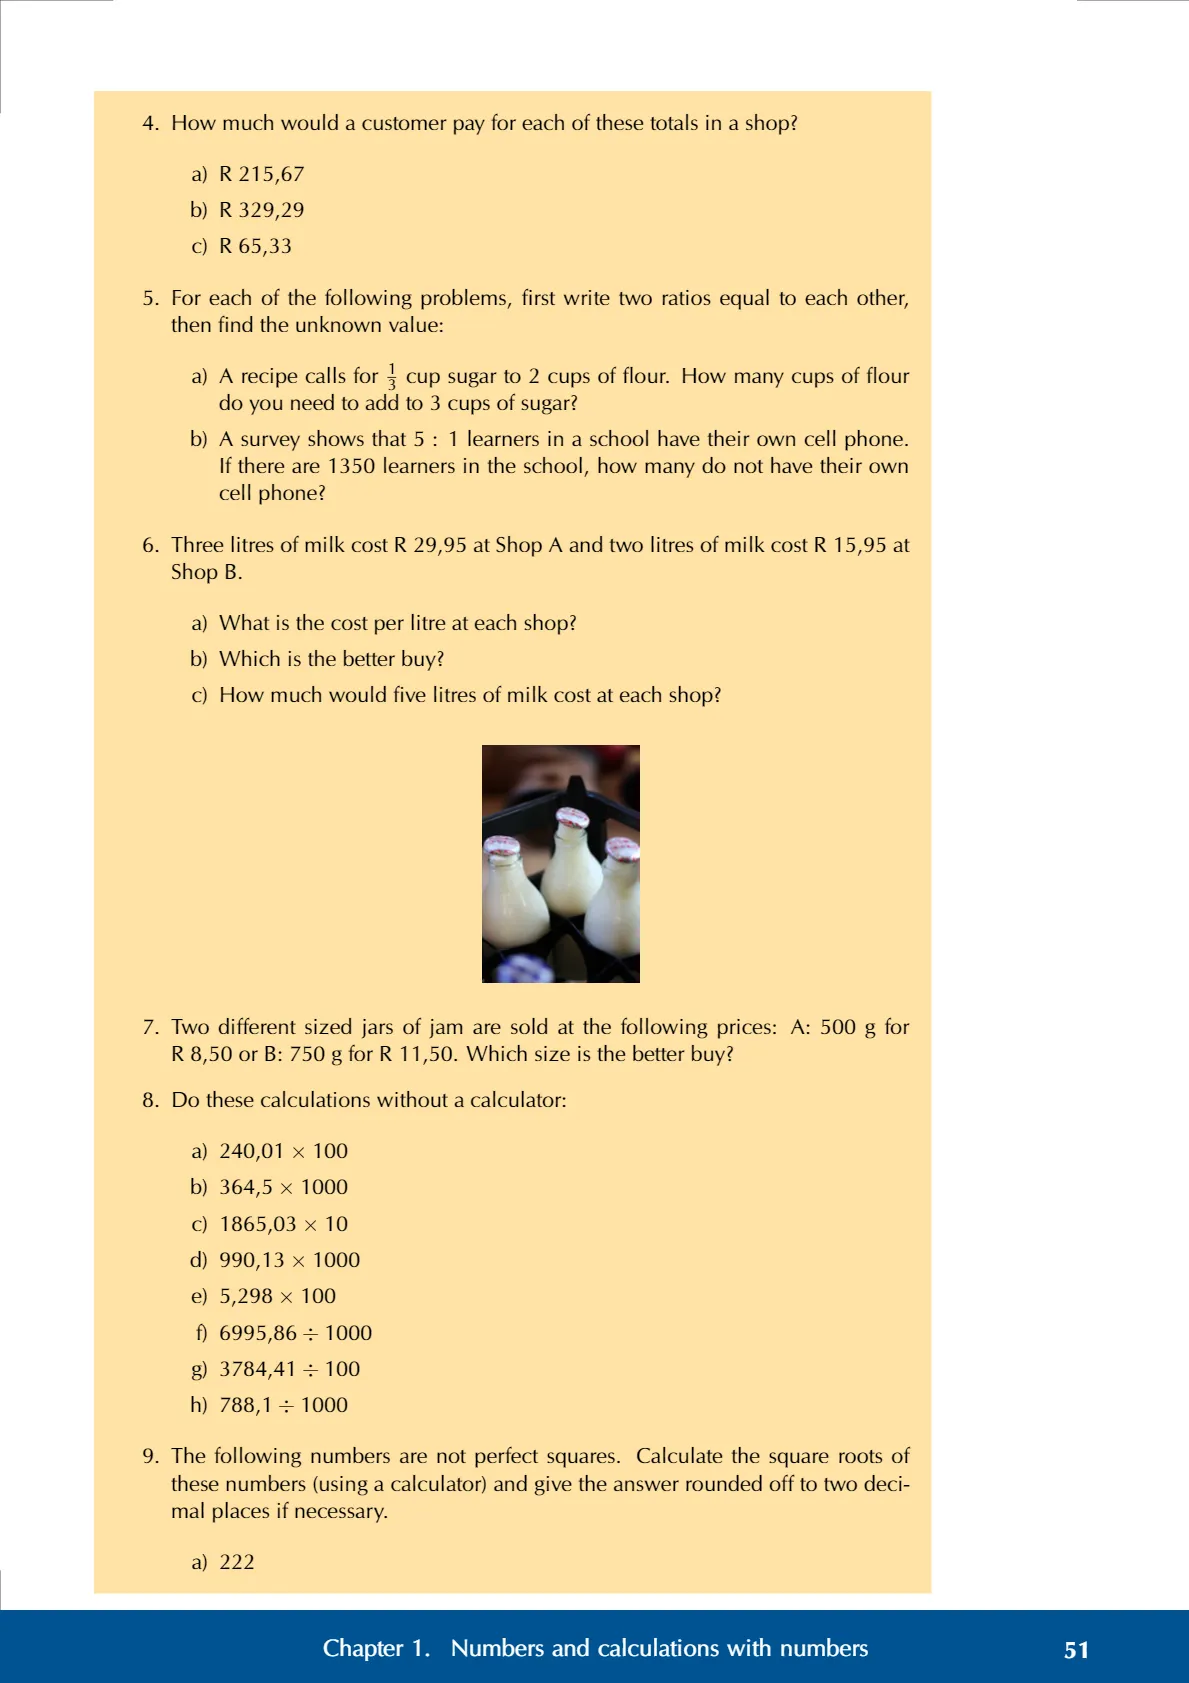 4. How much would a customer pay for each of these totals in a shop?
a) R 215,67
b) R 329,29
c) R 65,33
5. For each of the following problems, first write two ratios equal to each other,
then find the unknown value:
a) A recipe calls for 1/3 cup sugar to 2 cups of flour. How many cups of flour
do you need to add to 3 cups of sugar?
b) A survey shows that 5 : 1 learners in a school have their own cell phone.
If there are 1350 learners in the school, how many do not have their own
cell phone?
6. Three litres of milk cost R 29,95 at Shop A and two litres of milk cost R 15,95 at
Shop B.
a) What is the cost per litre at each shop?
b) Which is the better buy?
c) How much would five litres of milk cost at each shop?
7. Two different sized jars of jam are sold at the following prices: A: 500 g for
R 8,50 or B: 750 g for R 11,50. Which size is the better buy?
8. Do these calculations without a calculator:
a) 240,01 × 100
b) 364,5 × 1000
c) 1865,03 × 10
d) 990,13 × 1000
e) 5,298 × 100
f) 6995,86 ÷ 1000
g) 3784,41 ÷ 100
h) 788,1 ÷ 1000
9. The following numbers are not perfect squares. Calculate the square roots of
these numbers (using a calculator) and give the answer rounded off to two deci-
mal places if necessary.
a) 222
Chapter 1. Numbers and calculations with numbers 51